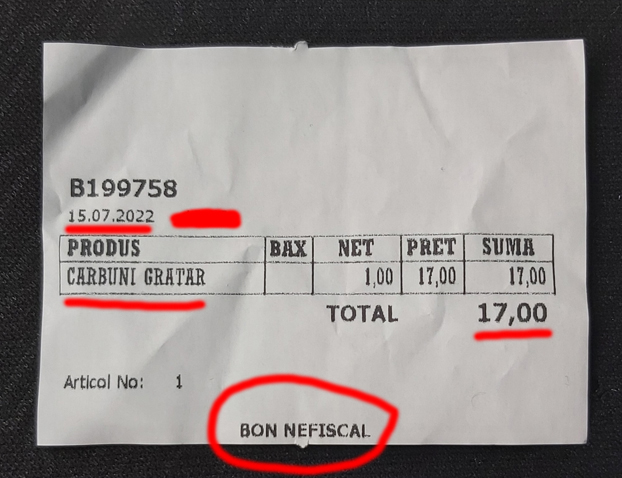 B199758
15.07.2022
PRODUS BAX NET PRET SUMA
CARBUNI GRATAR 1,00 17,00 17,00
TOTAL 17,00
Articol No: 1
BON NEFISCAL